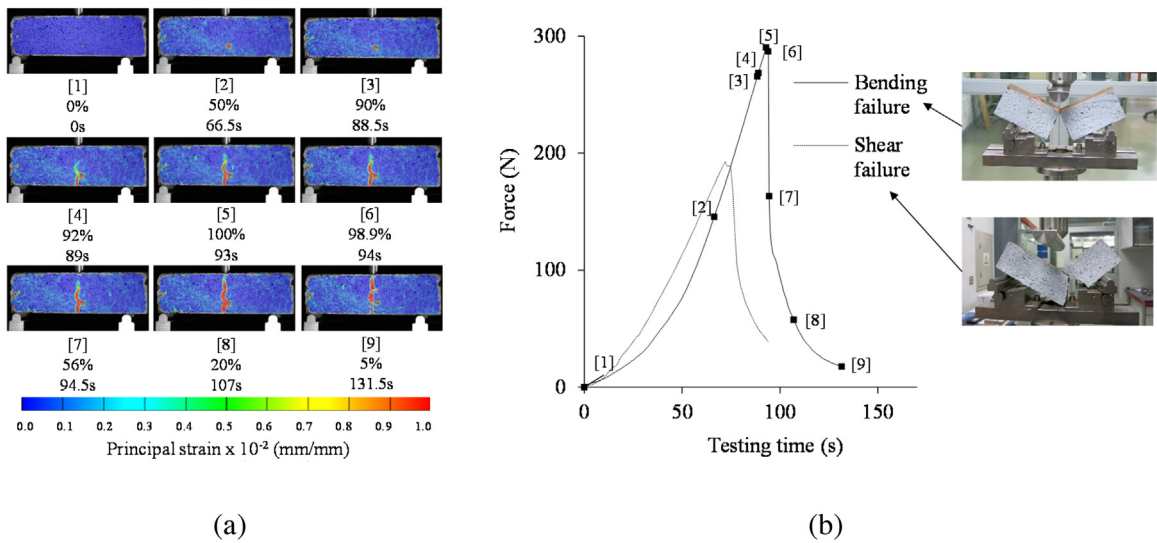 [1]
0%
0s
[2]
50%
66.5s
[3]
90%
88.5s
[4]
92%
89s
[5]
100%
93s
[6]
98.9%
94s
[7]
56%
94.5s
[8]
20%
107s
[9]
5%
131.5s
0.0 0.1 0.2 0.3 0.4 0.5 0.6 0.7 0.8 0.9 1.0
Principal strain x 10⁻² (mm/mm)
(a)
Force (N)
300
200
100
0
0 50 100 150
Testing time (s)
[1]
[2]
[3]
[4]
[5]
[6]
[7]
[8]
[9]
Bending
failure
Shear
failure
(b)